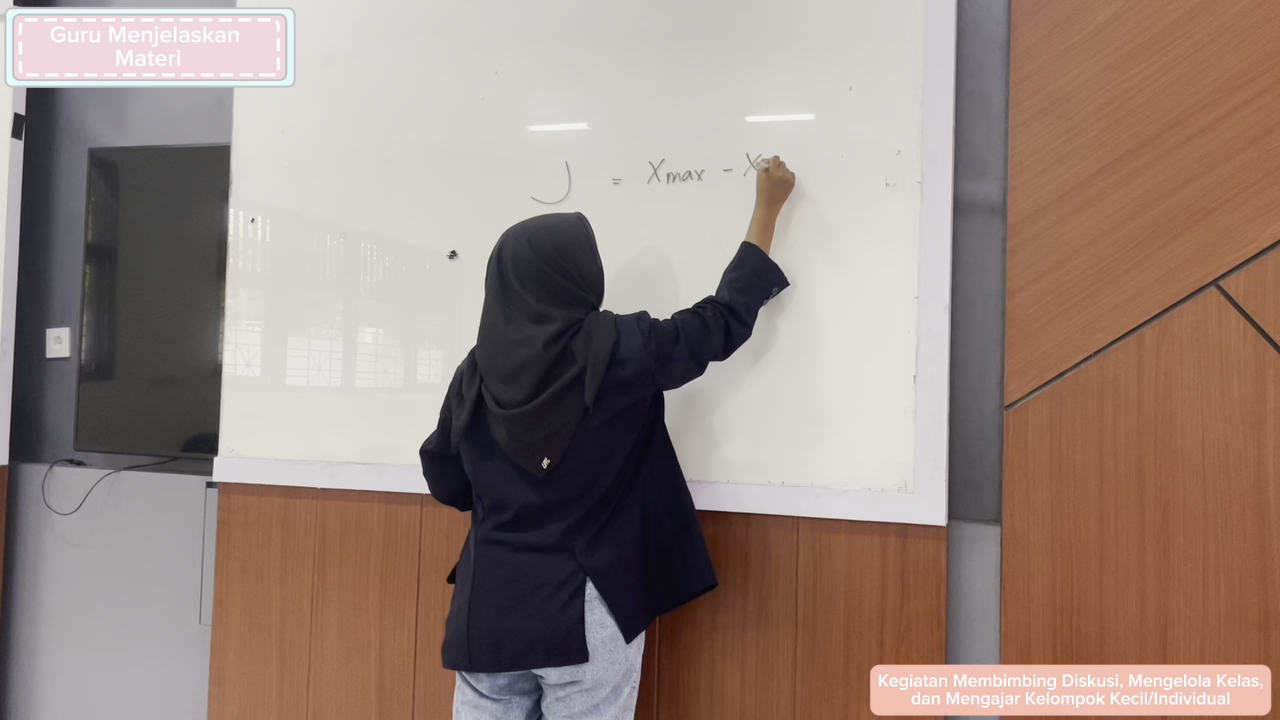 Guru Menjelaskan
Materi
J = Xmax - X
Kegiatan Membimbing Diskusi, Mengelola Kelas,
dan Mengajar Kelompok Kecil/Individual